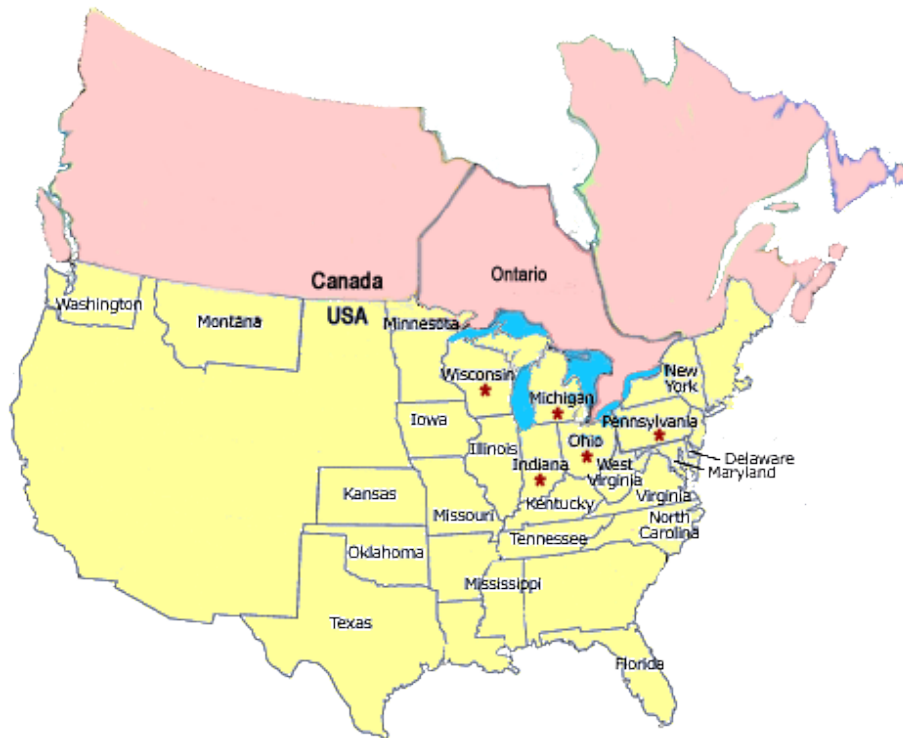 Canada
Ontario
USA
Washington
Montana
Minnesota
Wisconsin
*
Michigan
*
New
York
Iowa
Illinois
Indiana
*
Ohio
*
Pennsylvania
*
Delaware
Maryland
West
Virginia
Virginia
Kansas
Missouri
Kentucky
North
Carolina
Tennessee
Oklahoma
Mississippi
Texas
Florida